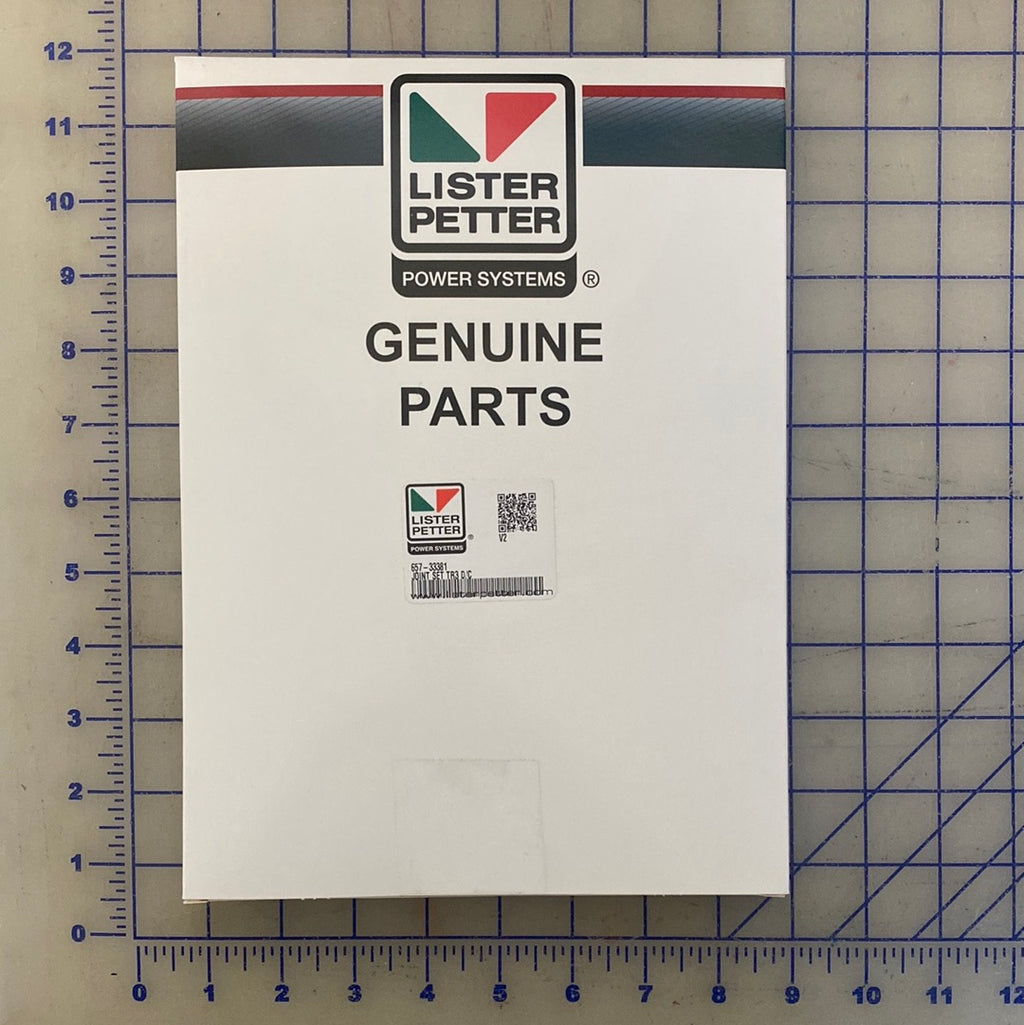 12
11
10
9
8
7
6
5
4
3
2
1
0
LISTER
PETTER
POWER SYSTEMS ®
GENUINE
PARTS
LISTER
PETTER
POWER SYSTEMS ®
V2
657-33381
JOINT SET TR3 D/C
www.listerpetter.com
0 1 2 3 4 5 6 7 8 9 10 11 12